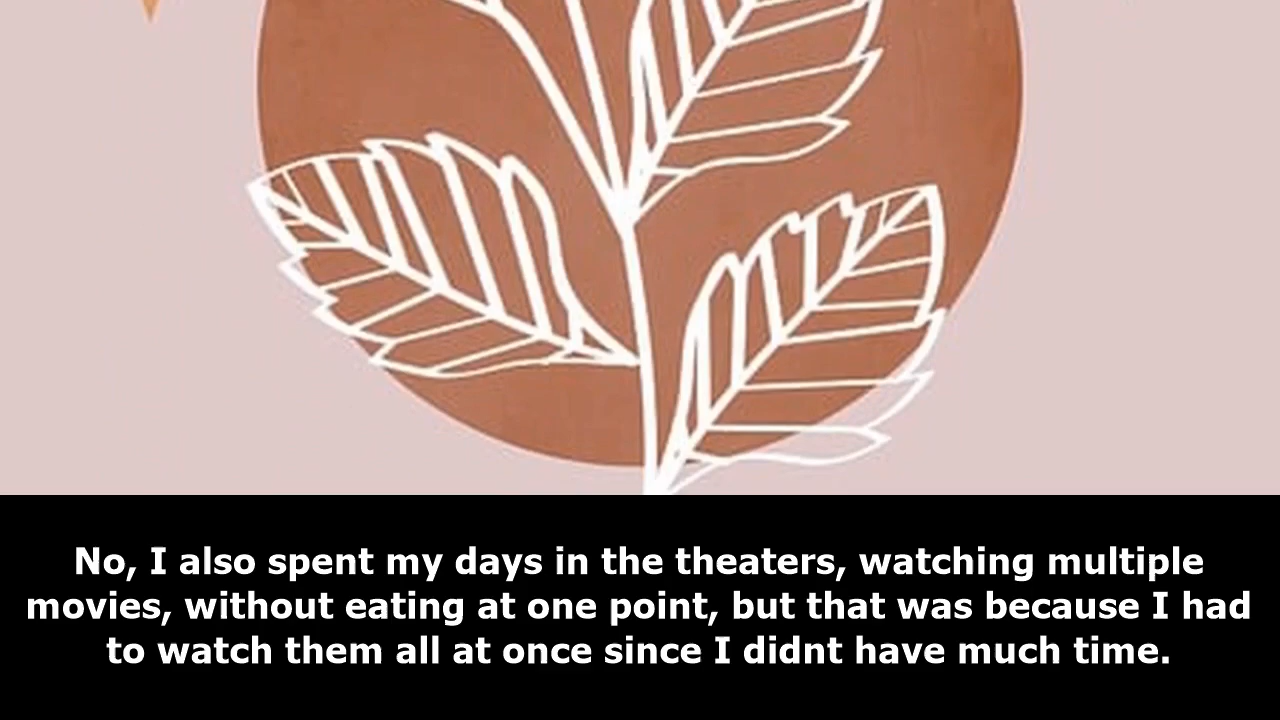 No, I also spent my days in the theaters, watching multiple
movies, without eating at one point, but that was because I had
to watch them all at once since I didnt have much time.